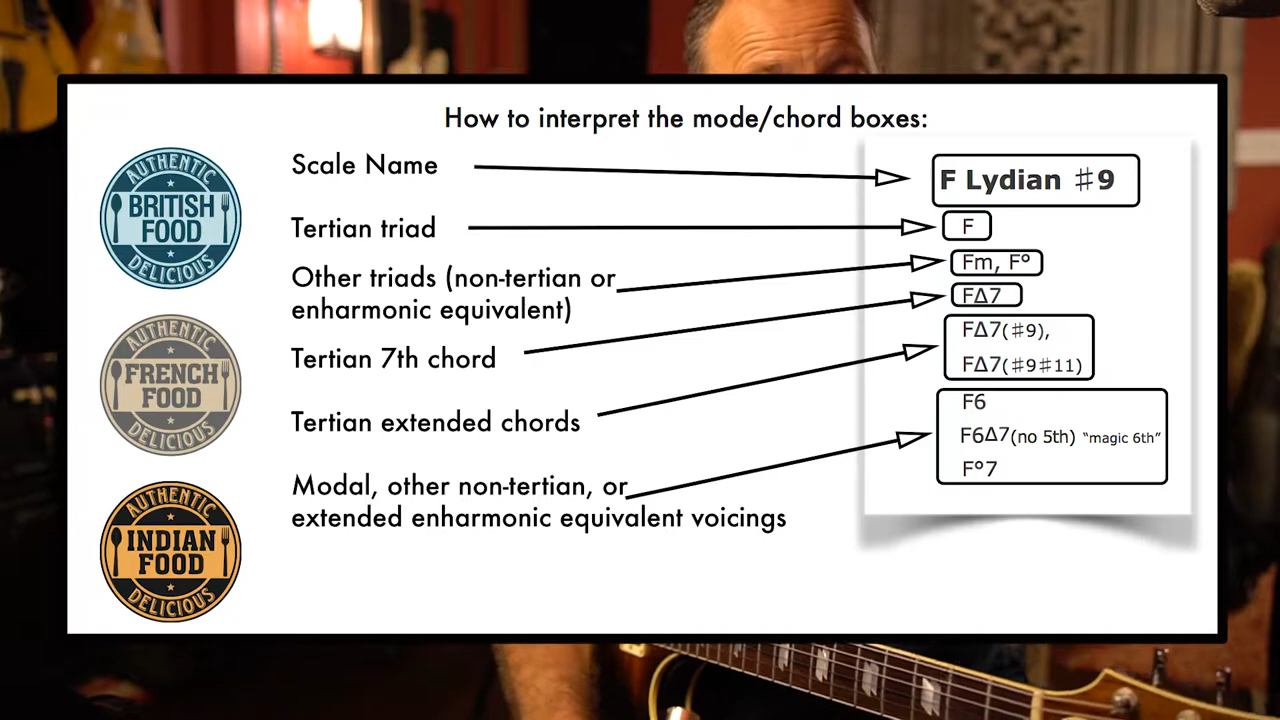 How to interpret the mode/chord boxes:
Scale Name
F Lydian ♯9
Tertian triad
F
Other triads (non-tertian or
enharmonic equivalent)
Fm, F°
Tertian 7th chord
FΔ7
Tertian extended chords
FΔ7(♯9),
FΔ7(♯9♯11)
Modal, other non-tertian, or
extended enharmonic equivalent voicings
F6
F6Δ7(no 5th) “magic 6th”
F°7
AUTHENTIC
BRITISH
FOOD
DELICIOUS
AUTHENTIC
FRENCH
FOOD
DELICIOUS
AUTHENTIC
INDIAN
FOOD
DELICIOUS